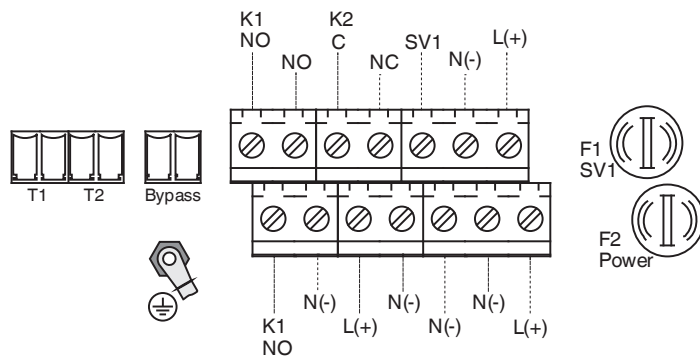 K1
NO
NO
K2
C
NC
SV1
N(-)
L(+)
F1
SV1
T1
T2
Bypass
F2
Power
K1
NO
N(-)
L(+)
N(-)
N(-)
N(-)
L(+)